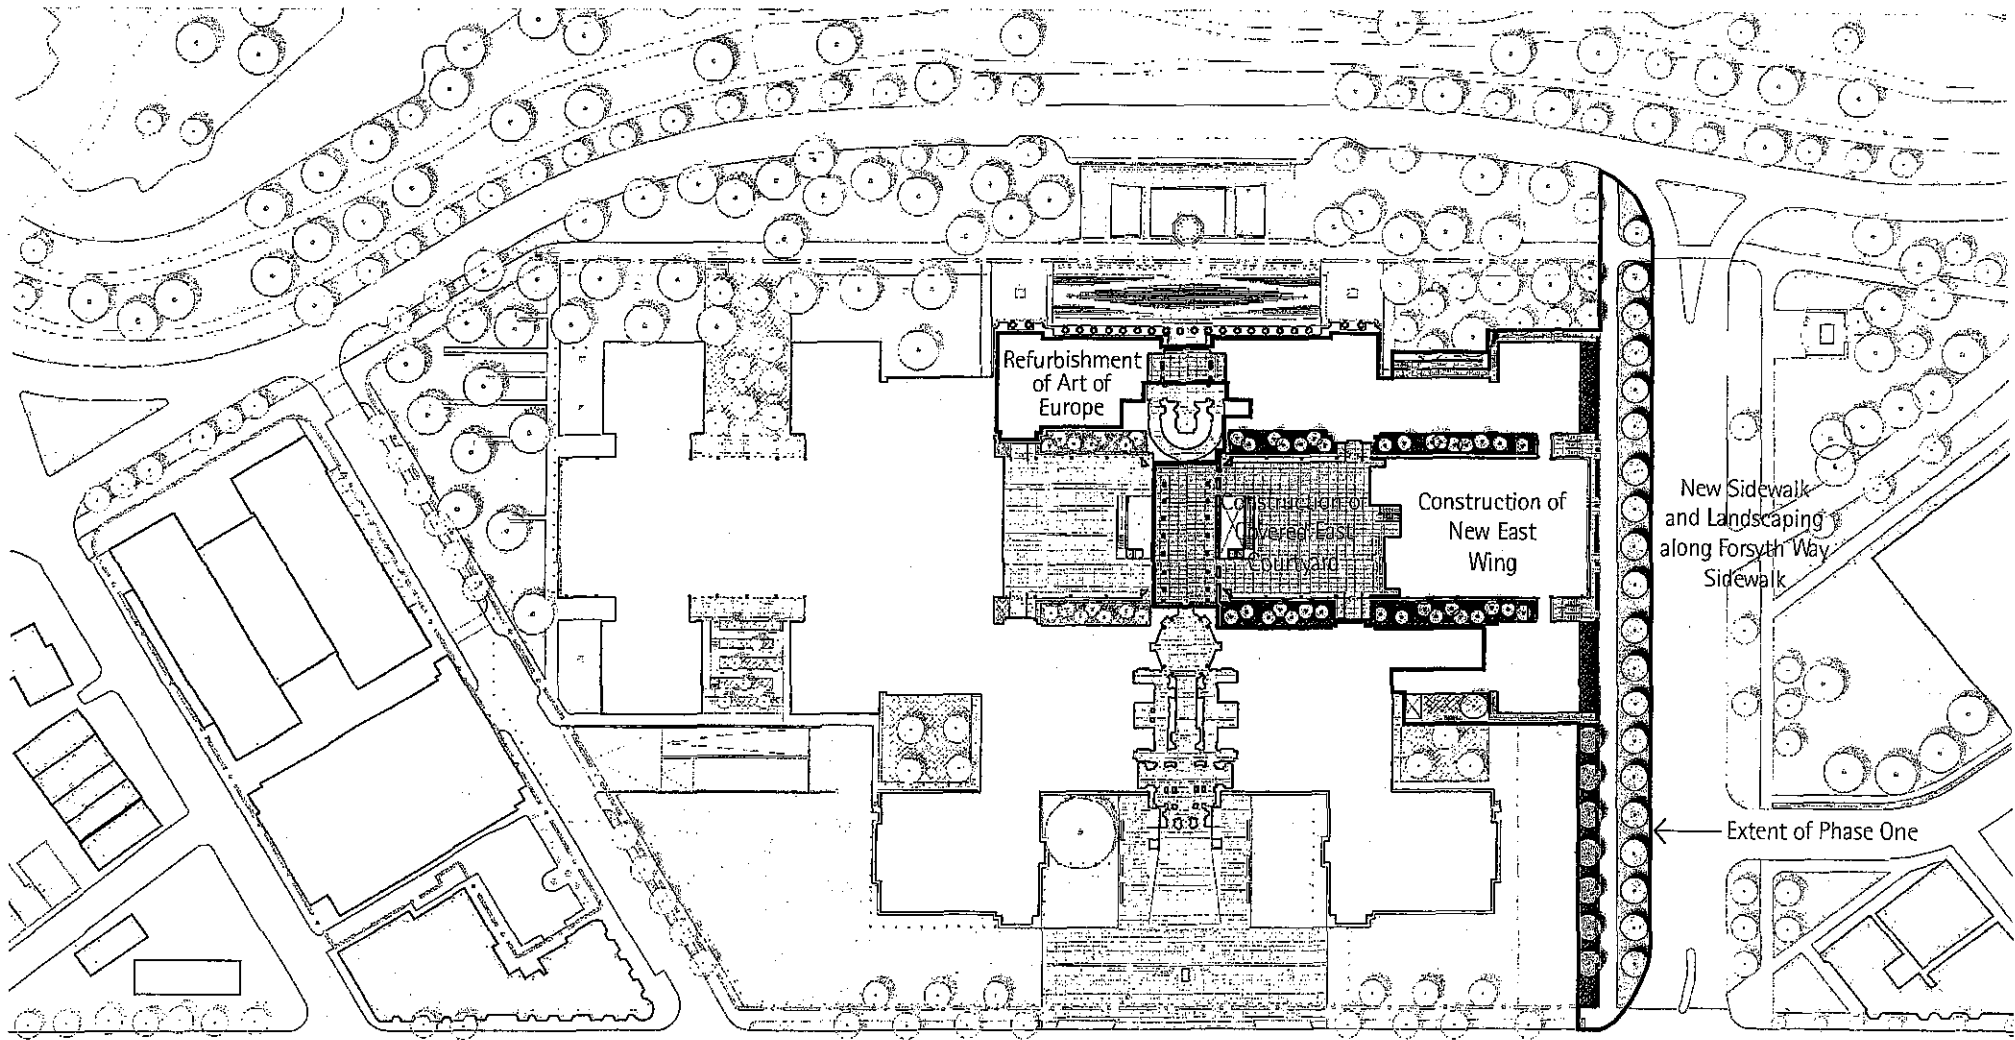 Refurbishment
of Art of
Europe
Construction of
Covered East
Courtyard
Construction of
New East
Wing
New Sidewalk
and Landscaping
along Forsyth Way
Sidewalk
Extent of Phase One